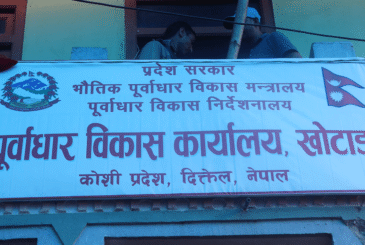 प्रदेश सरकार
भौतिक पूर्वाधार विकास मन्त्रालय
पूर्वाधार विकास निर्देशनालय
पूर्वाधार विकास कार्यालय, खोटाङ
कोशी प्रदेश, दिक्तेल, नेपाल